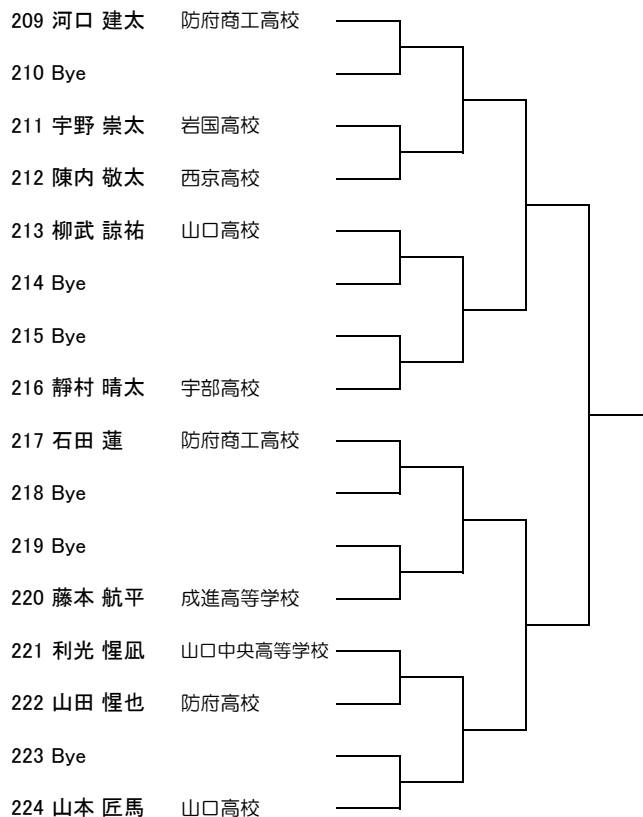 209 河口 建太 防府商工高校
210 Bye
211 宇野 崇太 岩国高校
212 陳内 敬太 西京高校
213 柳武 諒祐 山口高校
214 Bye
215 Bye
216 靜村 晴太 宇部高校
217 石田 蓮 防府商工高校
218 Bye
219 Bye
220 藤本 航平 成進高等学校
221 利光 惺凪 山口中央高等学校
222 山田 惺也 防府高校
223 Bye
224 山本 匠馬 山口高校